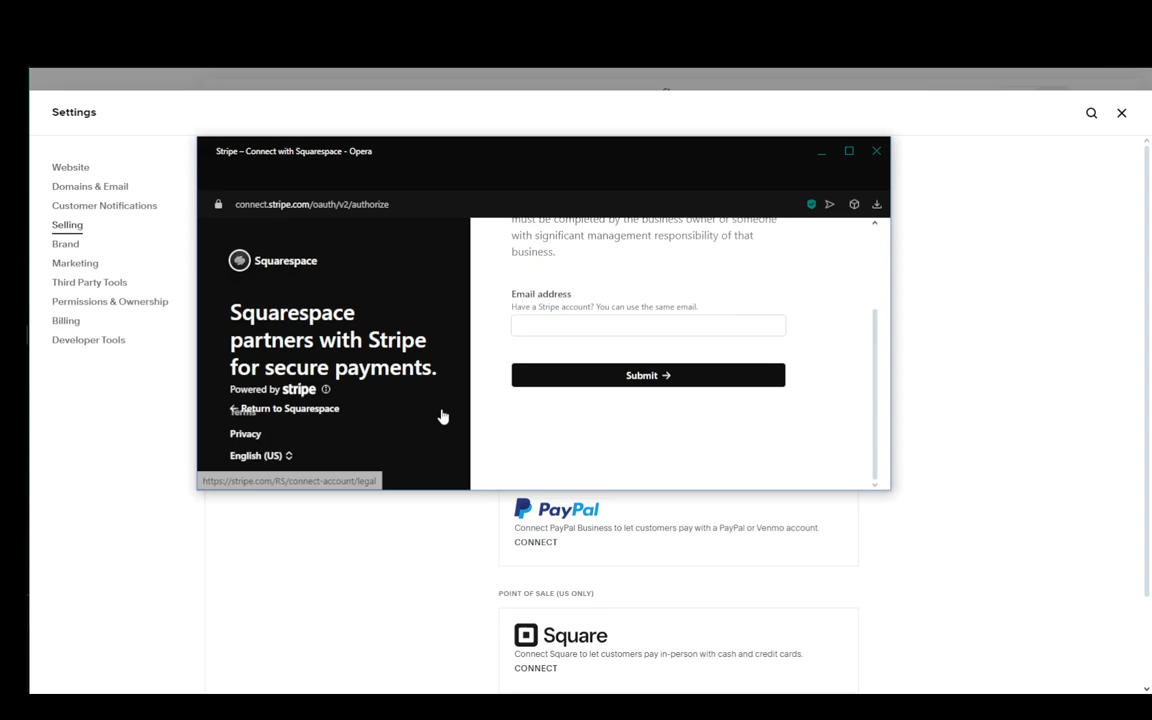 Settings
Website
Domains & Email
Customer Notifications
Selling
Brand
Marketing
Third Party Tools
Permissions & Ownership
Billing
Developer Tools
Stripe – Connect with Squarespace - Opera
connect.stripe.com/oauth/v2/authorize
Squarespace
Squarespace
partners with Stripe
for secure payments.
Powered by stripe
Return to Squarespace
Terms
Privacy
English (US)
https://stripe.com/RS/connect-account/legal
must be completed by the business owner or someone
with significant management responsibility of that
business.
Email address
Have a Stripe account? You can use the same email.
Submit →
PayPal
Connect PayPal Business to let customers pay with a PayPal or Venmo account.
CONNECT
POINT OF SALE (US ONLY)
Square
Connect Square to let customers pay in-person with cash and credit cards.
CONNECT